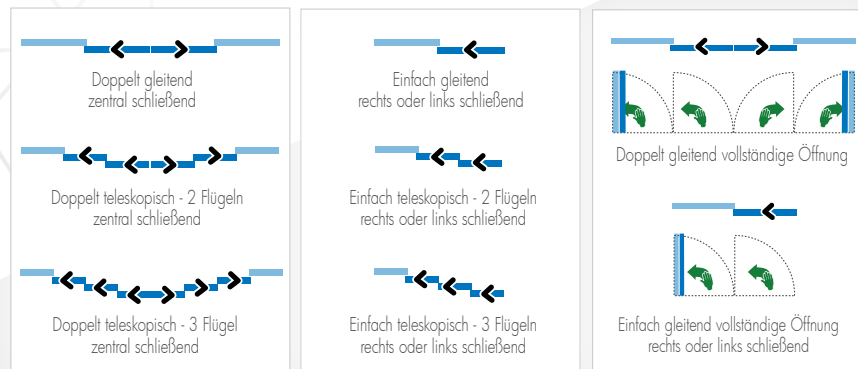 Doppelt gleitend
zentral schließend
Doppelt teleskopisch - 2 Flügeln
zentral schließend
Doppelt teleskopisch - 3 Flügel
zentral schließend
Einfach gleitend
rechts oder links schließend
Einfach teleskopisch - 2 Flügeln
rechts oder links schließend
Einfach teleskopisch - 3 Flügeln
rechts oder links schließend
Doppelt gleitend vollständige Öffnung
Einfach gleitend vollständige Öffnung
rechts oder links schließend